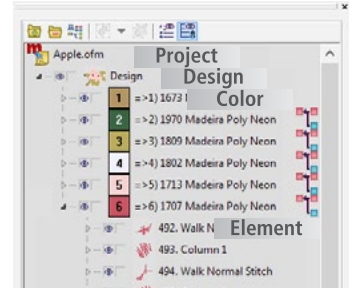 Apple.ofm Project
Design Design
1 =>1) 1673 Color
2 =>2) 1970 Madeira Poly Neon
3 =>3) 1809 Madeira Poly Neon
4 =>4) 1802 Madeira Poly Neon
5 =>5) 1713 Madeira Poly Neon
6 =>6) 1707 Madeira Poly Neon
492. Walk N Element
493. Column 1
494. Walk Normal Stitch